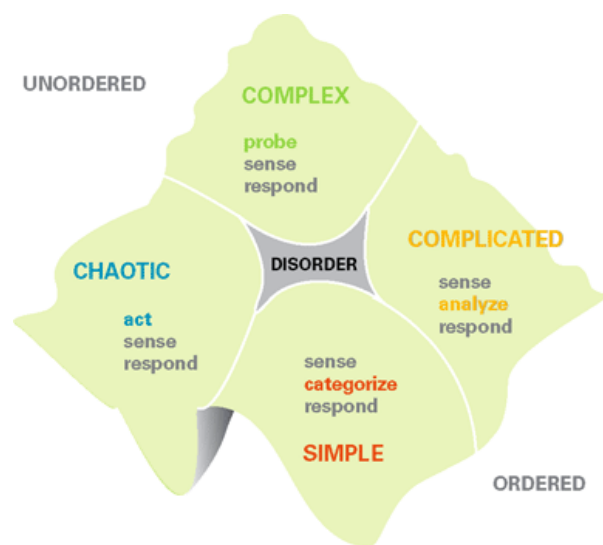 UNORDERED
COMPLEX
probe
sense
respond
COMPLICATED
sense
analyze
respond
DISORDER
CHAOTIC
act
sense
respond
sense
categorize
respond
SIMPLE
ORDERED